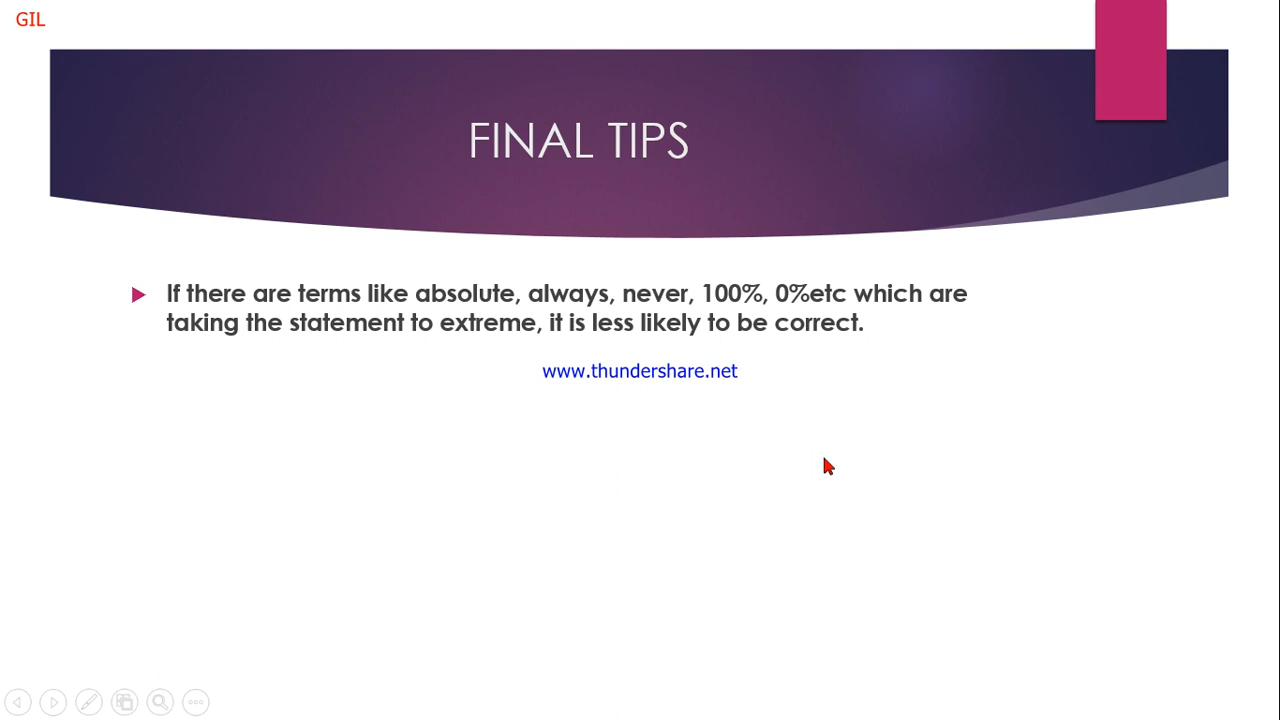 GIL
FINAL TIPS
If there are terms like absolute, always, never, 100%, 0%etc which are
taking the statement to extreme, it is less likely to be correct.
www.thundershare.net